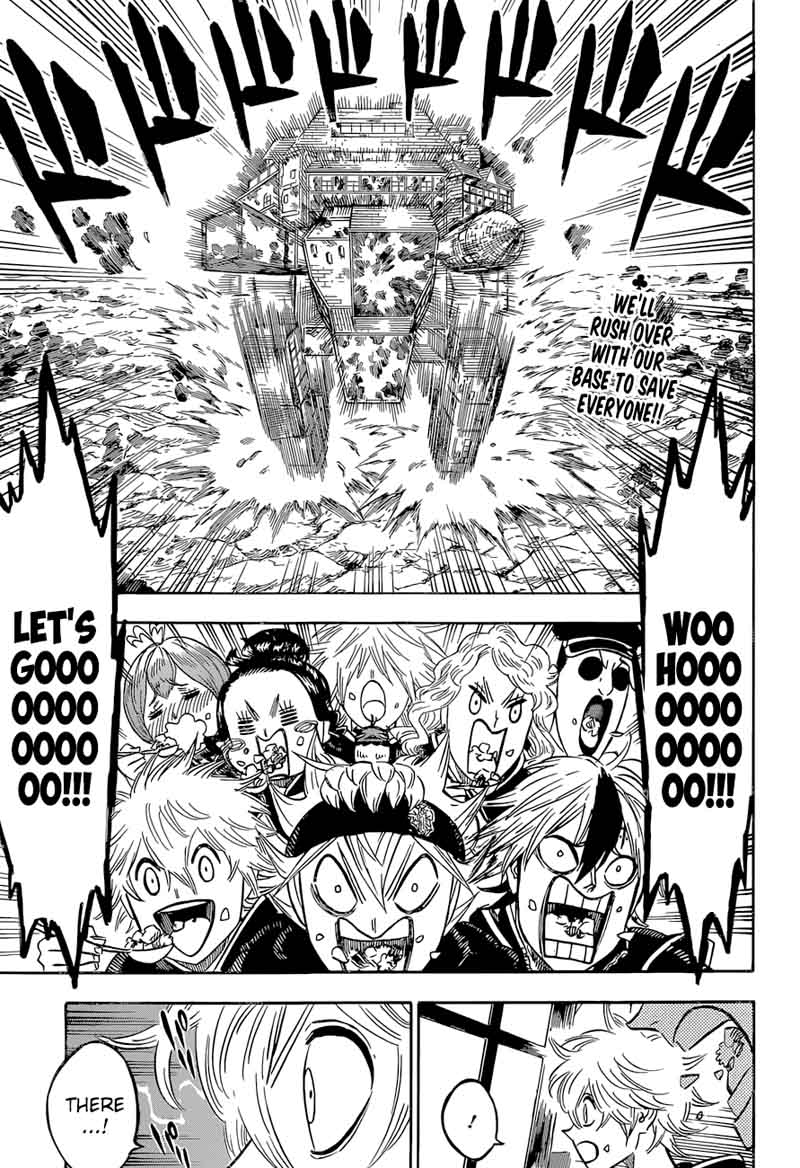 ドドドドドドドド
WE'LL
RUSH OVER
WITH OUR
BASE TO SAVE
EVERYONE!!
WOO
HOOO
OOOO
OOOO
OO!!!
LET'S
GOOO
OOOO
OOOO
OO!!!
!
THERE
...!